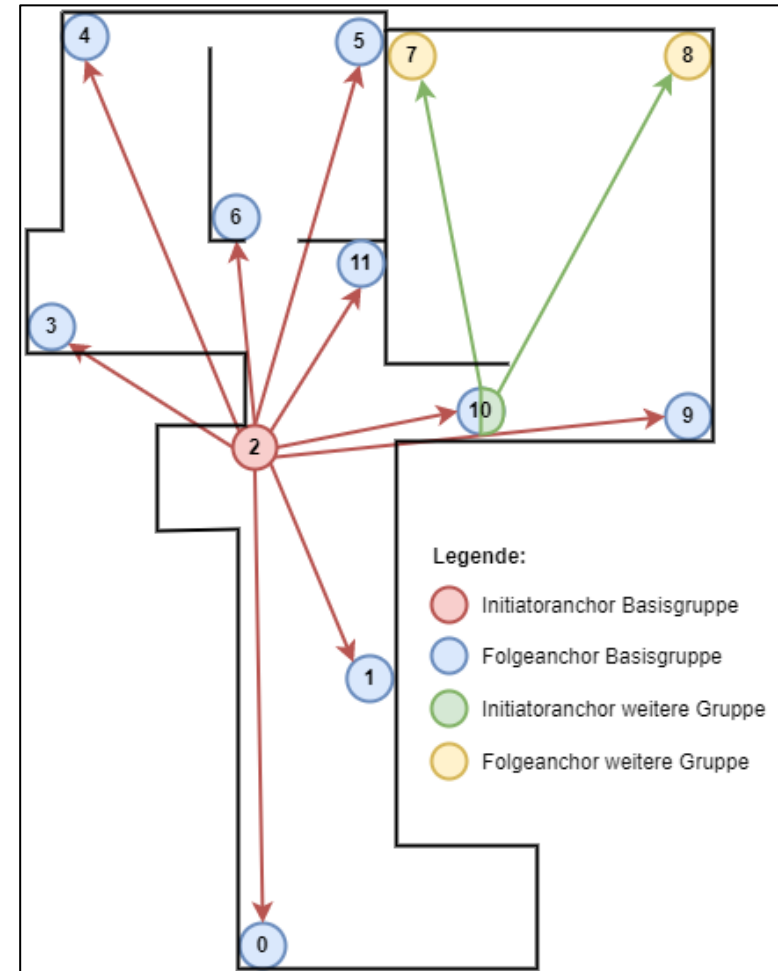 4
5
7
8
6
11
3
10
9
2
Legende:
Initiatoranchor Basisgruppe
Folgeanchor Basisgruppe
1
Initiatoranchor weitere Gruppe
Folgeanchor weitere Gruppe
0